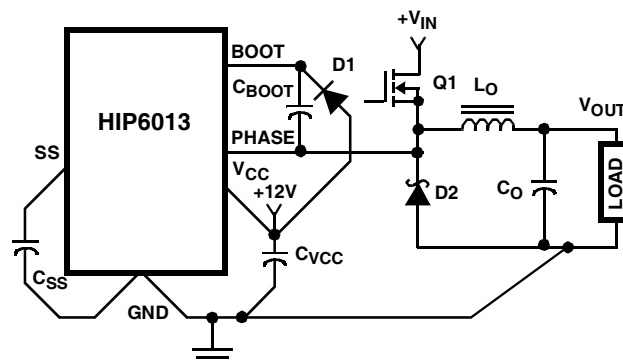 +VIN
BOOT
D1
CBOOT
Q1
LO
VOUT
HIP6013
PHASE
SS
VCC
+12V
D2
CO
LOAD
CVCC
CSS
GND